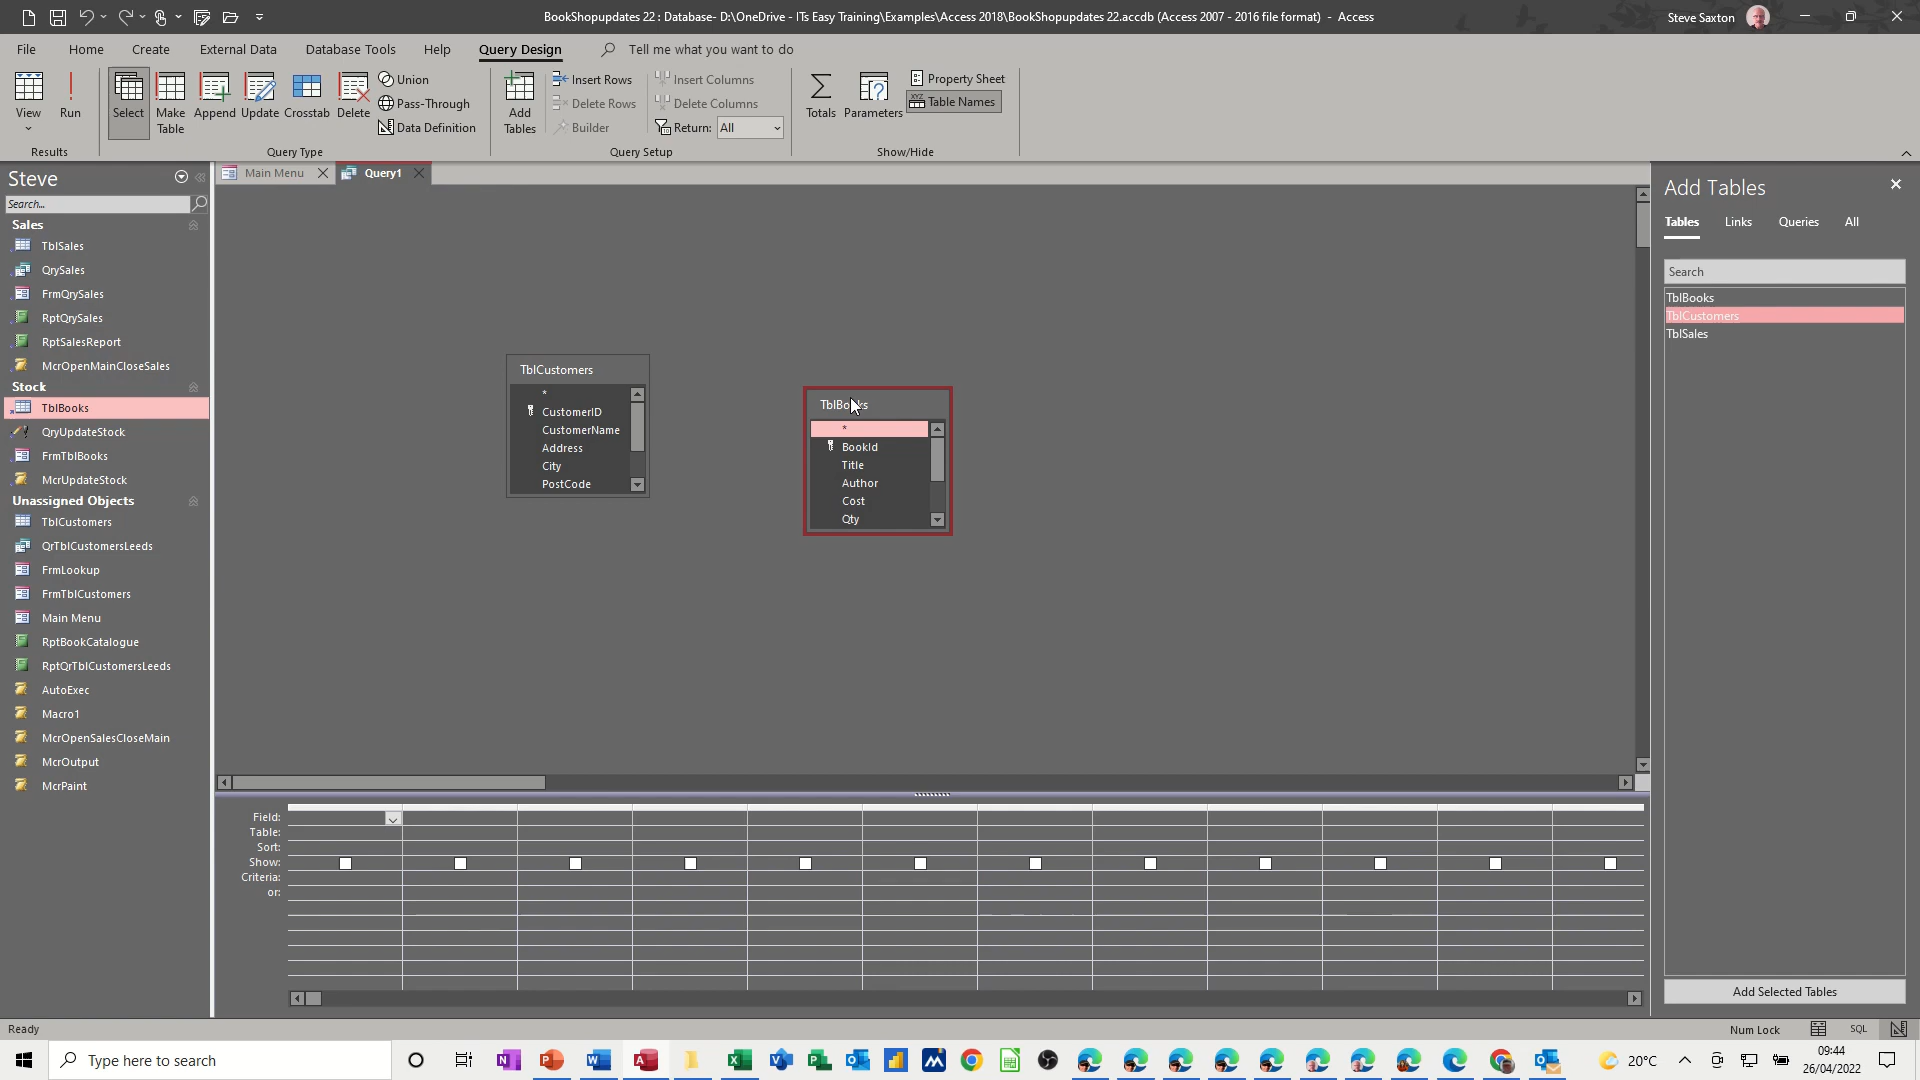 BookShopupdates 22 : Database- D:\OneDrive - ITs Easy Training\Examples\Access 2018\BookShopupdates 22.accdb (Access 2007 - 2016 file format) - Access
Steve Saxton
File Home Create External Data Database Tools Help Query Design Tell me what you want to do
View
Run
Results
Select
Make Table
Append
Update
Crosstab
Delete
Union
Pass-Through
Data Definition
Query Type
Add Tables
Insert Rows
Delete Rows
Builder
Insert Columns
Delete Columns
Return: All
Query Setup
Totals
Parameters
Property Sheet
XYZ Table Names
Show/Hide
Steve
Search...
Sales
TblSales
QrySales
FrmQrySales
RptQrySales
RptSalesReport
McrOpenMainCloseSales
Stock
TblBooks
QryUpdateStock
FrmTblBooks
McrUpdateStock
Unassigned Objects
TblCustomers
QrTblCustomersLeeds
FrmLookup
FrmTblCustomers
Main Menu
RptBookCatalogue
RptQrTblCustomersLeeds
AutoExec
Macro1
McrOpenSalesCloseMain
McrOutput
McrPaint
Main Menu
Query1
TblCustomers
*
CustomerID
CustomerName
Address
City
PostCode
TblBooks
*
BookId
Title
Author
Cost
Qty
Field:
Table:
Sort:
Show:
Criteria:
or:
Add Tables
Tables Links Queries All
Search
TblBooks
TblCustomers
TblSales
Add Selected Tables
Ready
Num Lock
SQL
Type here to search
20°C
09:44
26/04/2022